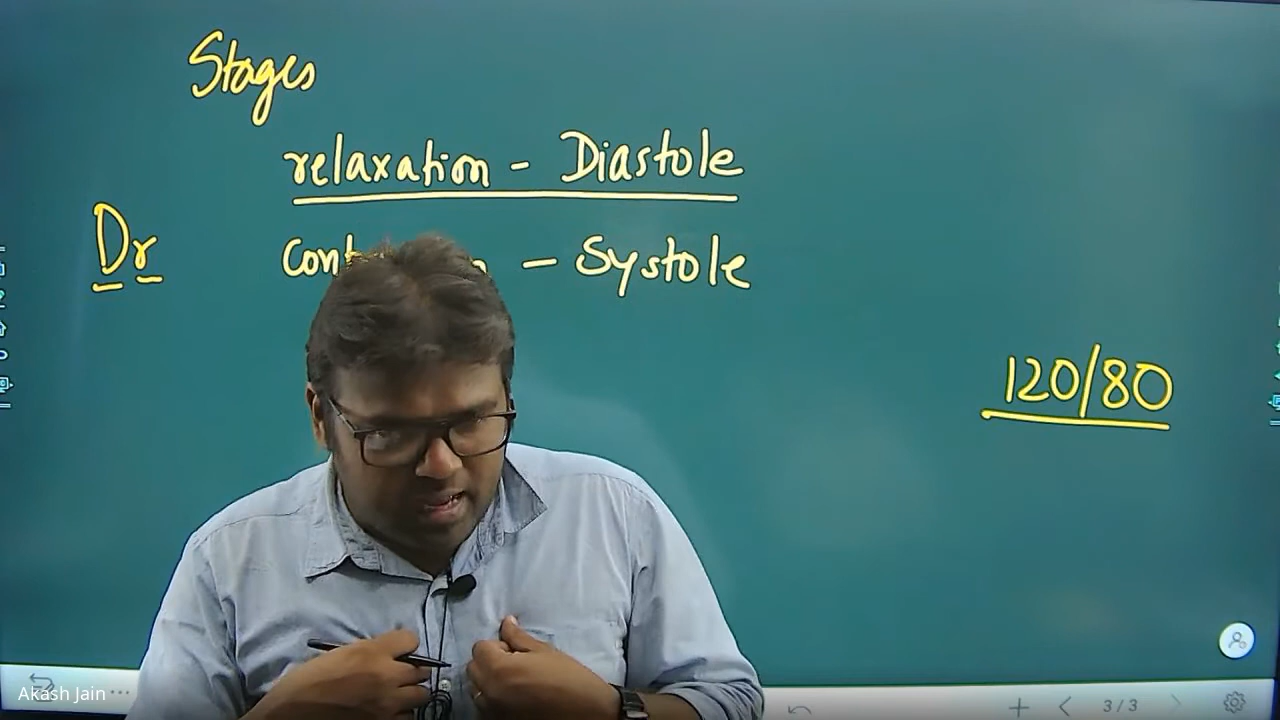 Stages
relaxation - Diastole
Dr
- Systole
120/80
Akash Jain
3/3